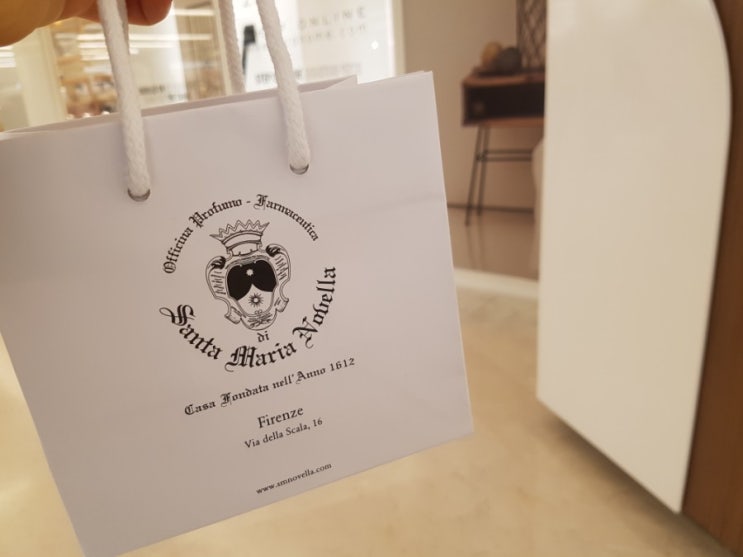 Officina Profumo - Farmaceutica
di
Santa Maria Novella
Casa Fondata nell'Anno 1612
Firenze
Via della Scala, 16
www.smnovella.com